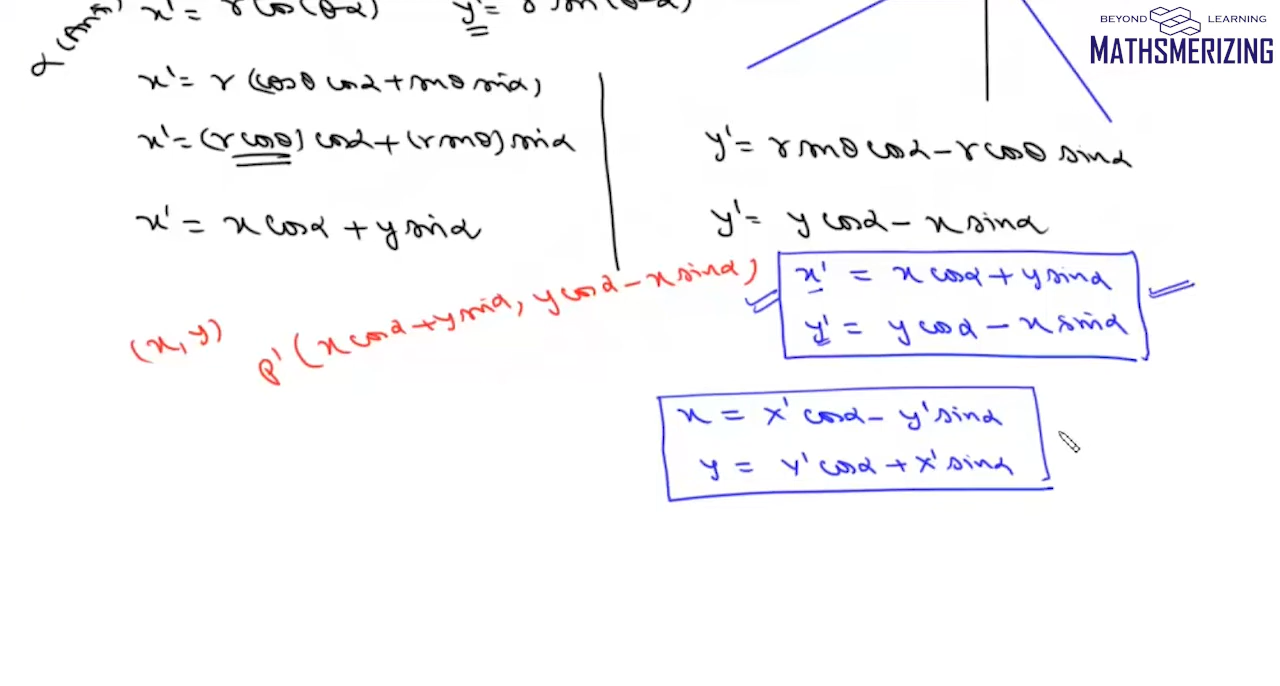 x' = r cos(θ-α) y' = r sin(θ-α)
α (Anti)
x' = r (cosθ cosα + sinθ sinα)
x' = (r cosθ) cosα + (r sinθ) sinα
x' = x cosα + y sinα
y' = r sinθ cosα - r cosθ sinα
y' = y cosα - x sinα
x' = x cosα + y sinα
y' = y cosα - x sinα
(x, y) P' (x cosα + y sinα, y cosα - x sinα)
x = x' cosα - y' sinα
y = y' cosα + x' sinα
BEYOND LEARNING
MATHSMERIZING